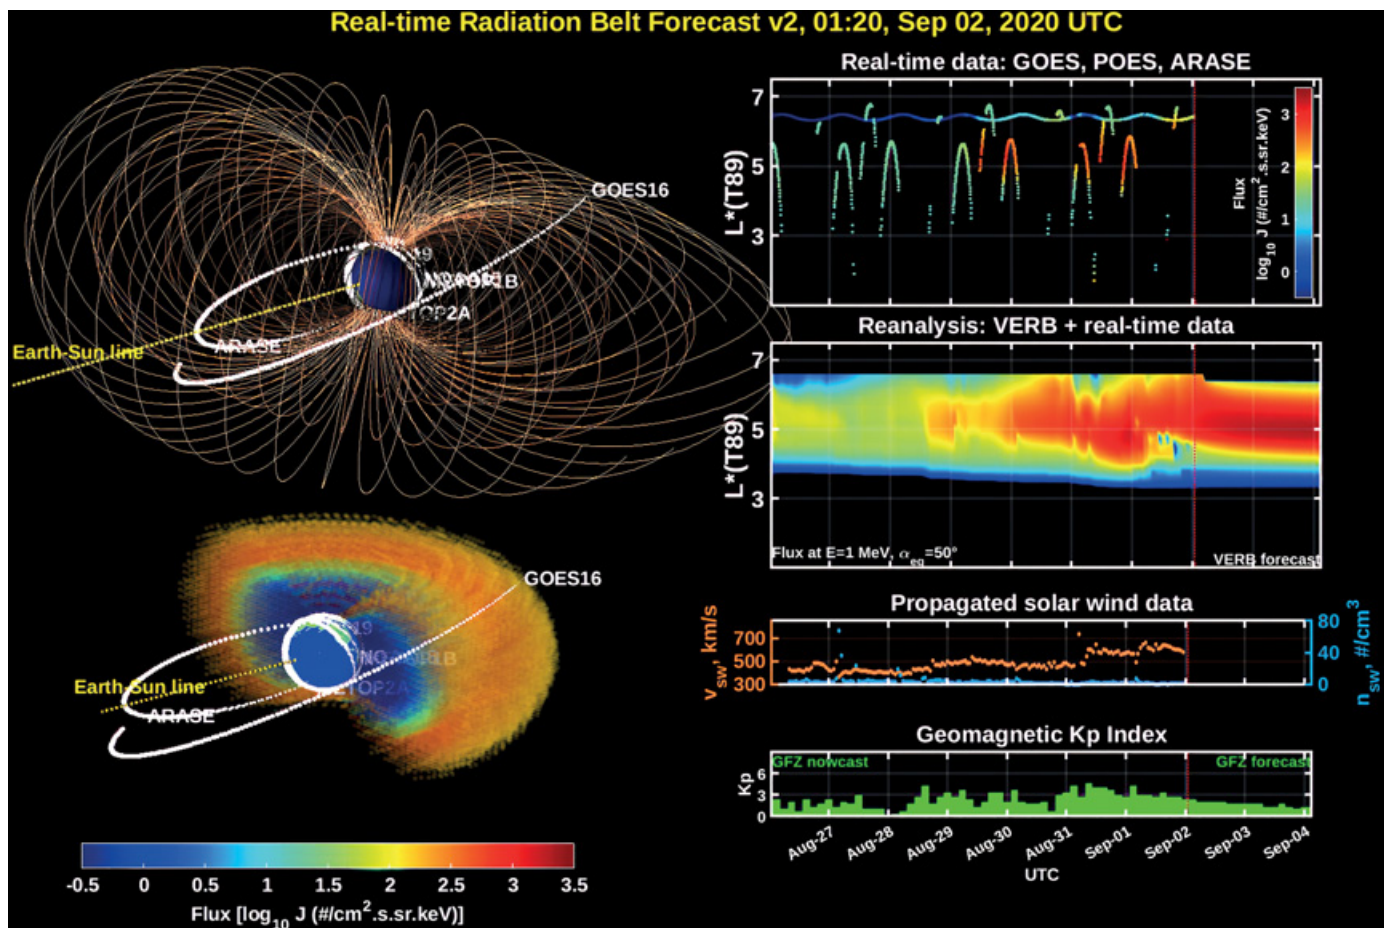 Real-time Radiation Belt Forecast v2, 01:20, Sep 02, 2020 UTC
GOES16
ARASE
Earth-Sun line
GOES16
Earth-Sun line
ARASE
-0.5 0 0.5 1 1.5 2 2.5 3 3.5
Flux [log10 J (#/cm2.s.sr.keV)]
Real-time data: GOES, POES, ARASE
7
5
3
L*(T89)
3
2
1
0
Flux
log10 J (#/cm2.s.sr.keV)
Reanalysis: VERB + real-time data
7
5
3
L*(T89)
Flux at E=1 MeV, αeq=50°
VERB forecast
Propagated solar wind data
700
500
300
vsw, km/s
80
40
0
nsw, #/cm3
Geomagnetic Kp Index
GFZ nowcast
GFZ forecast
6
3
0
Kp
Aug-27 Aug-28 Aug-29 Aug-30 Aug-31 Sep-01 Sep-02 Sep-03 Sep-04
UTC